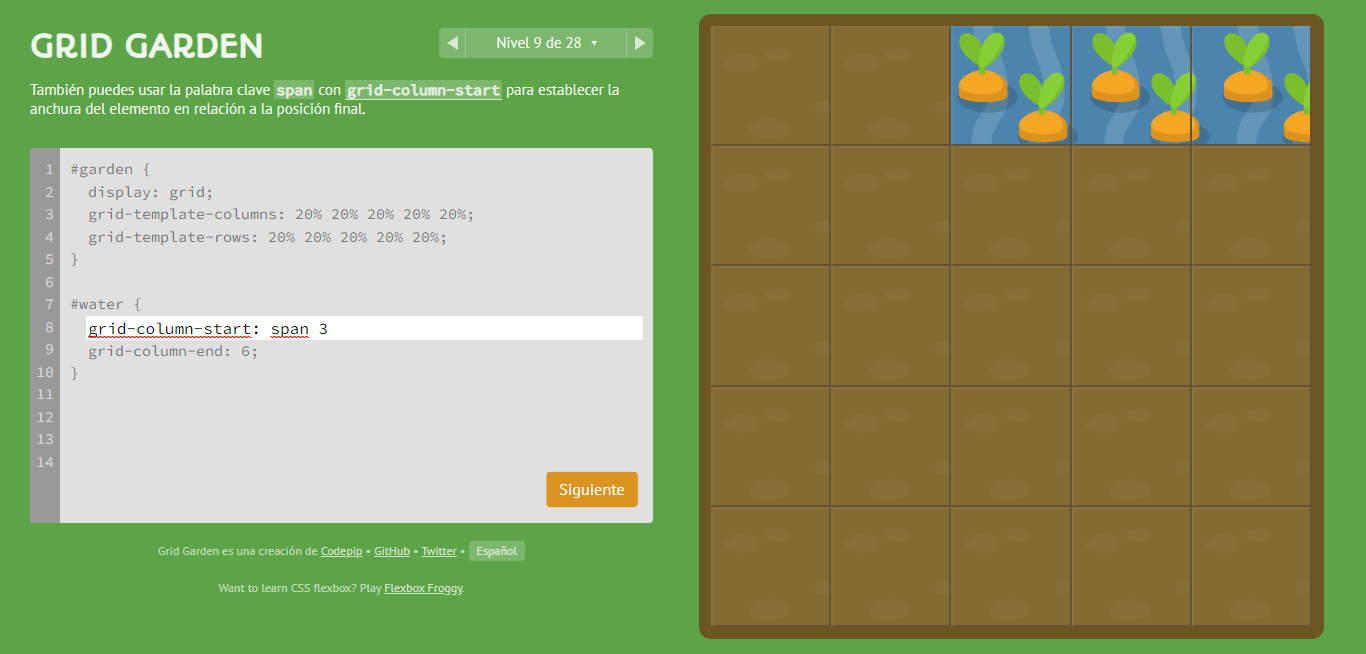 GRID GARDEN
◀ Nivel 9 de 28 ▾ ▶
También puedes usar la palabra clave span con grid-column-start para establecer la
anchura del elemento en relación a la posición final.
1 #garden {
2 display: grid;
3 grid-template-columns: 20% 20% 20% 20% 20%;
4 grid-template-rows: 20% 20% 20% 20% 20%;
5 }
6
7 #water {
8 grid-column-start: span 3
9 grid-column-end: 6;
10 }
11
12
13
14
Siguiente
Grid Garden es una creación de Codepip • GitHub • Twitter • Español
Want to learn CSS flexbox? Play Flexbox Froggy.